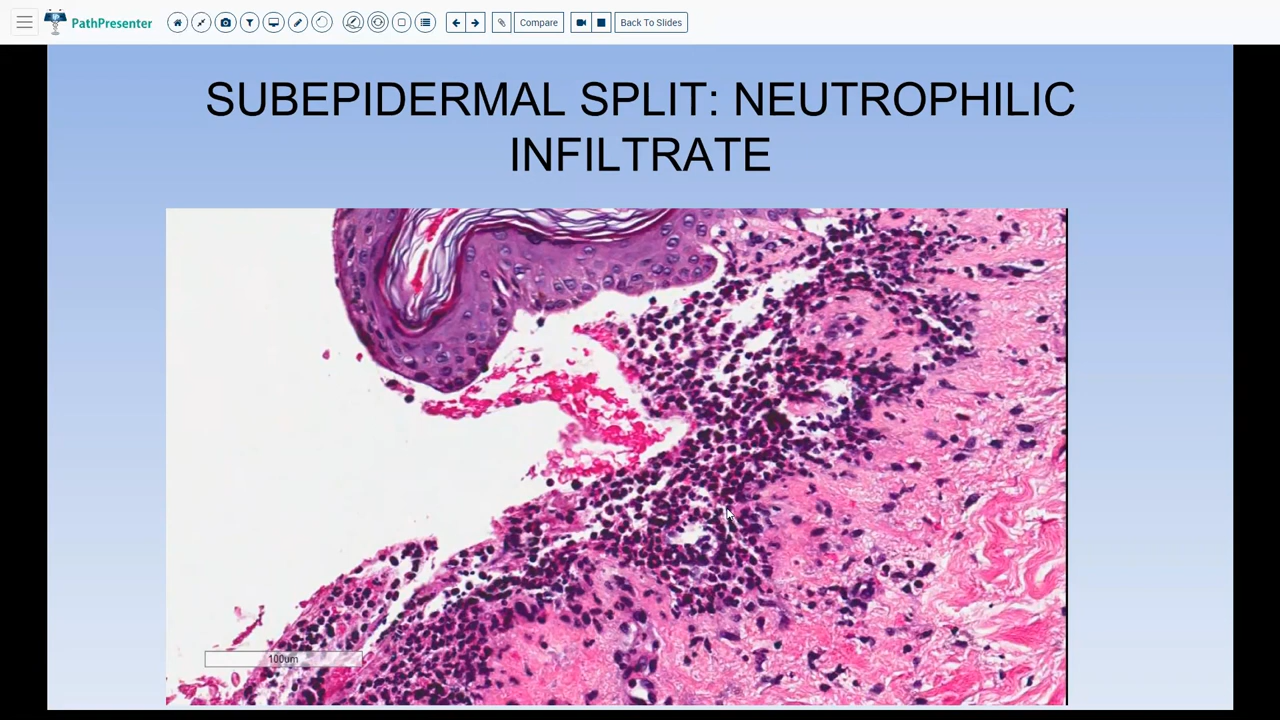 PathPresenter
Compare
Back To Slides
SUBEPIDERMAL SPLIT: NEUTROPHILIC
INFILTRATE
100um